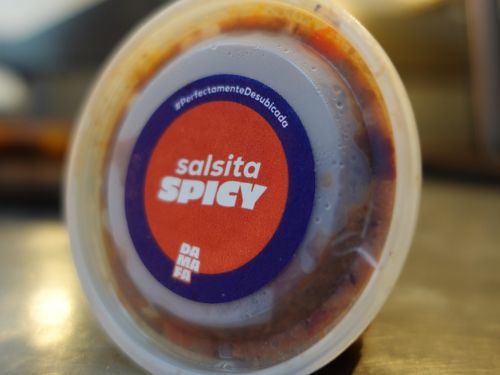 #PerfectamenteDesubicada
salsita
SPICY
DA
MA
FA